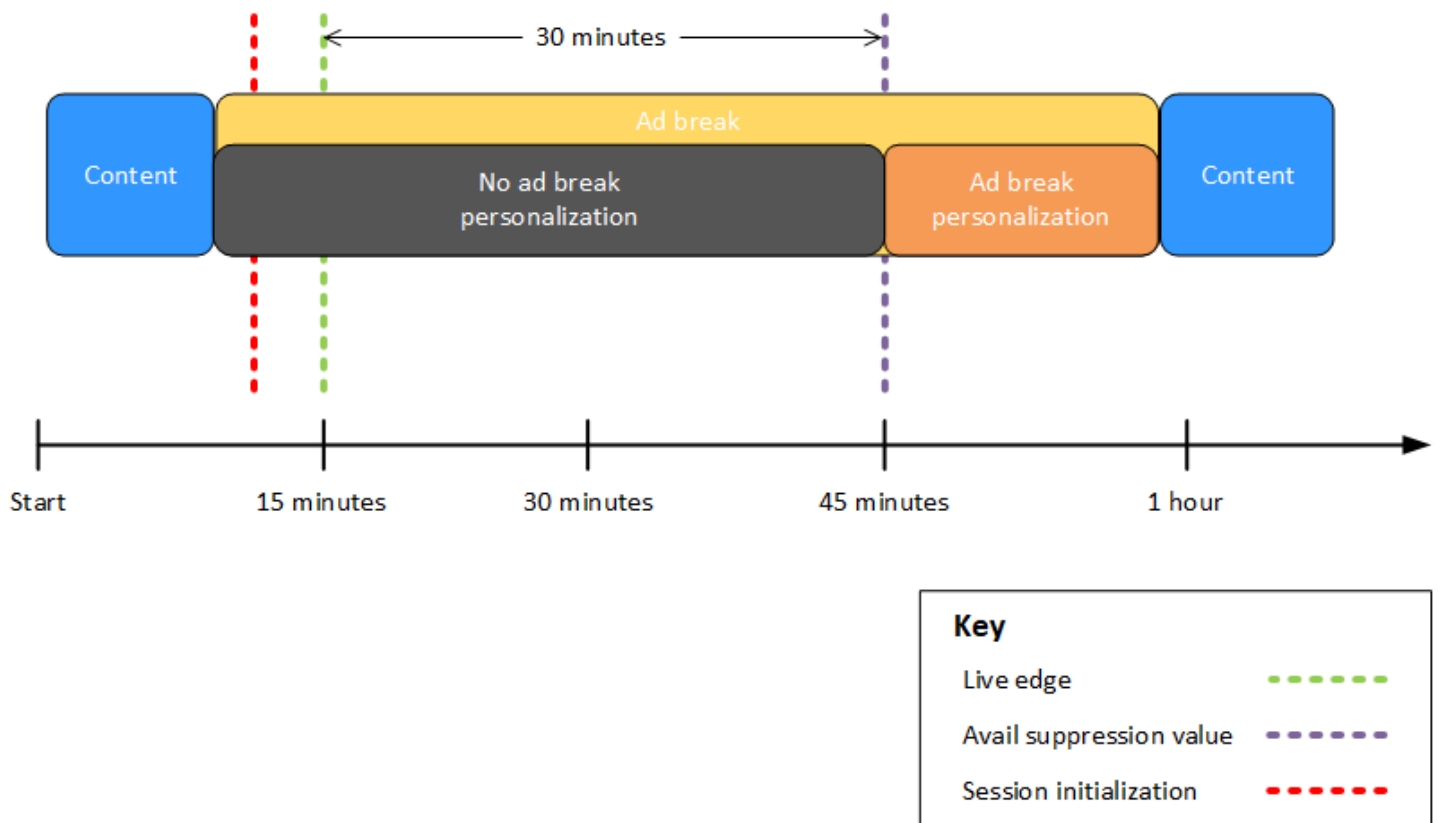 30 minutes
Ad break
Content
No ad break
personalization
Ad break
personalization
Content
Start
15 minutes
30 minutes
45 minutes
1 hour
Key
Live edge
Avail suppression value
Session initialization